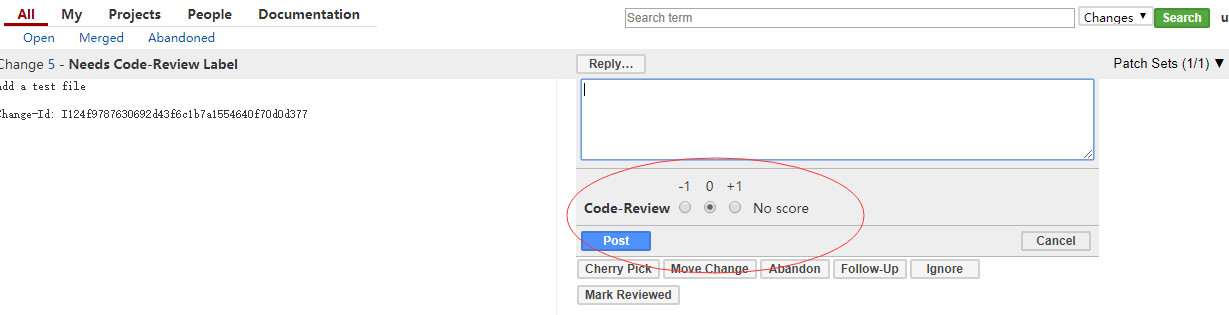 All My Projects People Documentation
Search term Changes ▼ Search u
Open Merged Abandoned
Change 5 - Needs Code-Review Label Reply… Patch Sets (1/1) ▼
add a test file
Change-Id: I124f9787630692d43f6c1b7a1554640f70d0d377
-1 0 +1
Code-Review No score
Post Cancel
Cherry Pick Move Change Abandon Follow-Up Ignore
Mark Reviewed